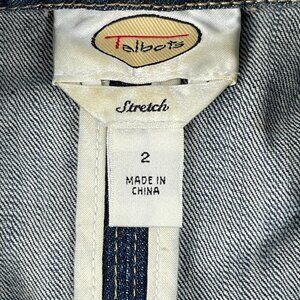 Talbots
Stretch
2
MADE IN
CHINA